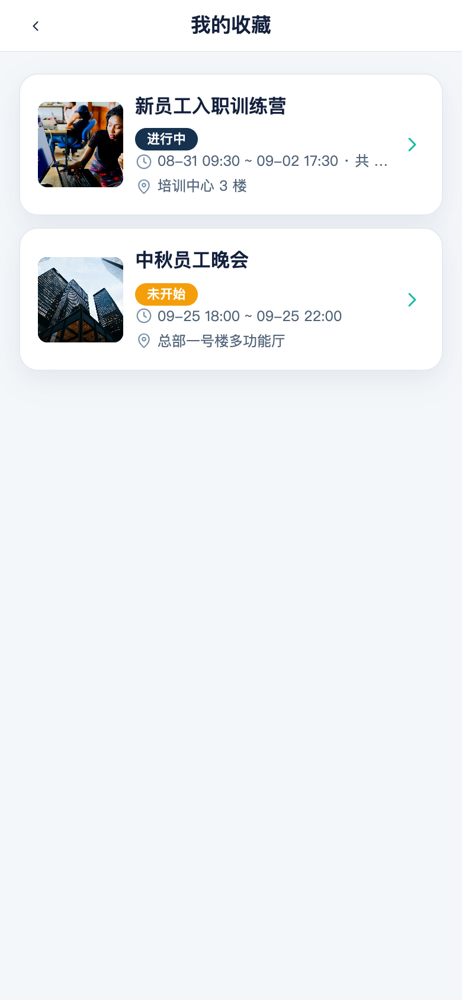 我的收藏
新员工入职训练营
进行中
08-31 09:30 ~ 09-02 17:30 · 共 ...
培训中心 3 楼
中秋员工晚会
未开始
09-25 18:00 ~ 09-25 22:00
总部一号楼多功能厅